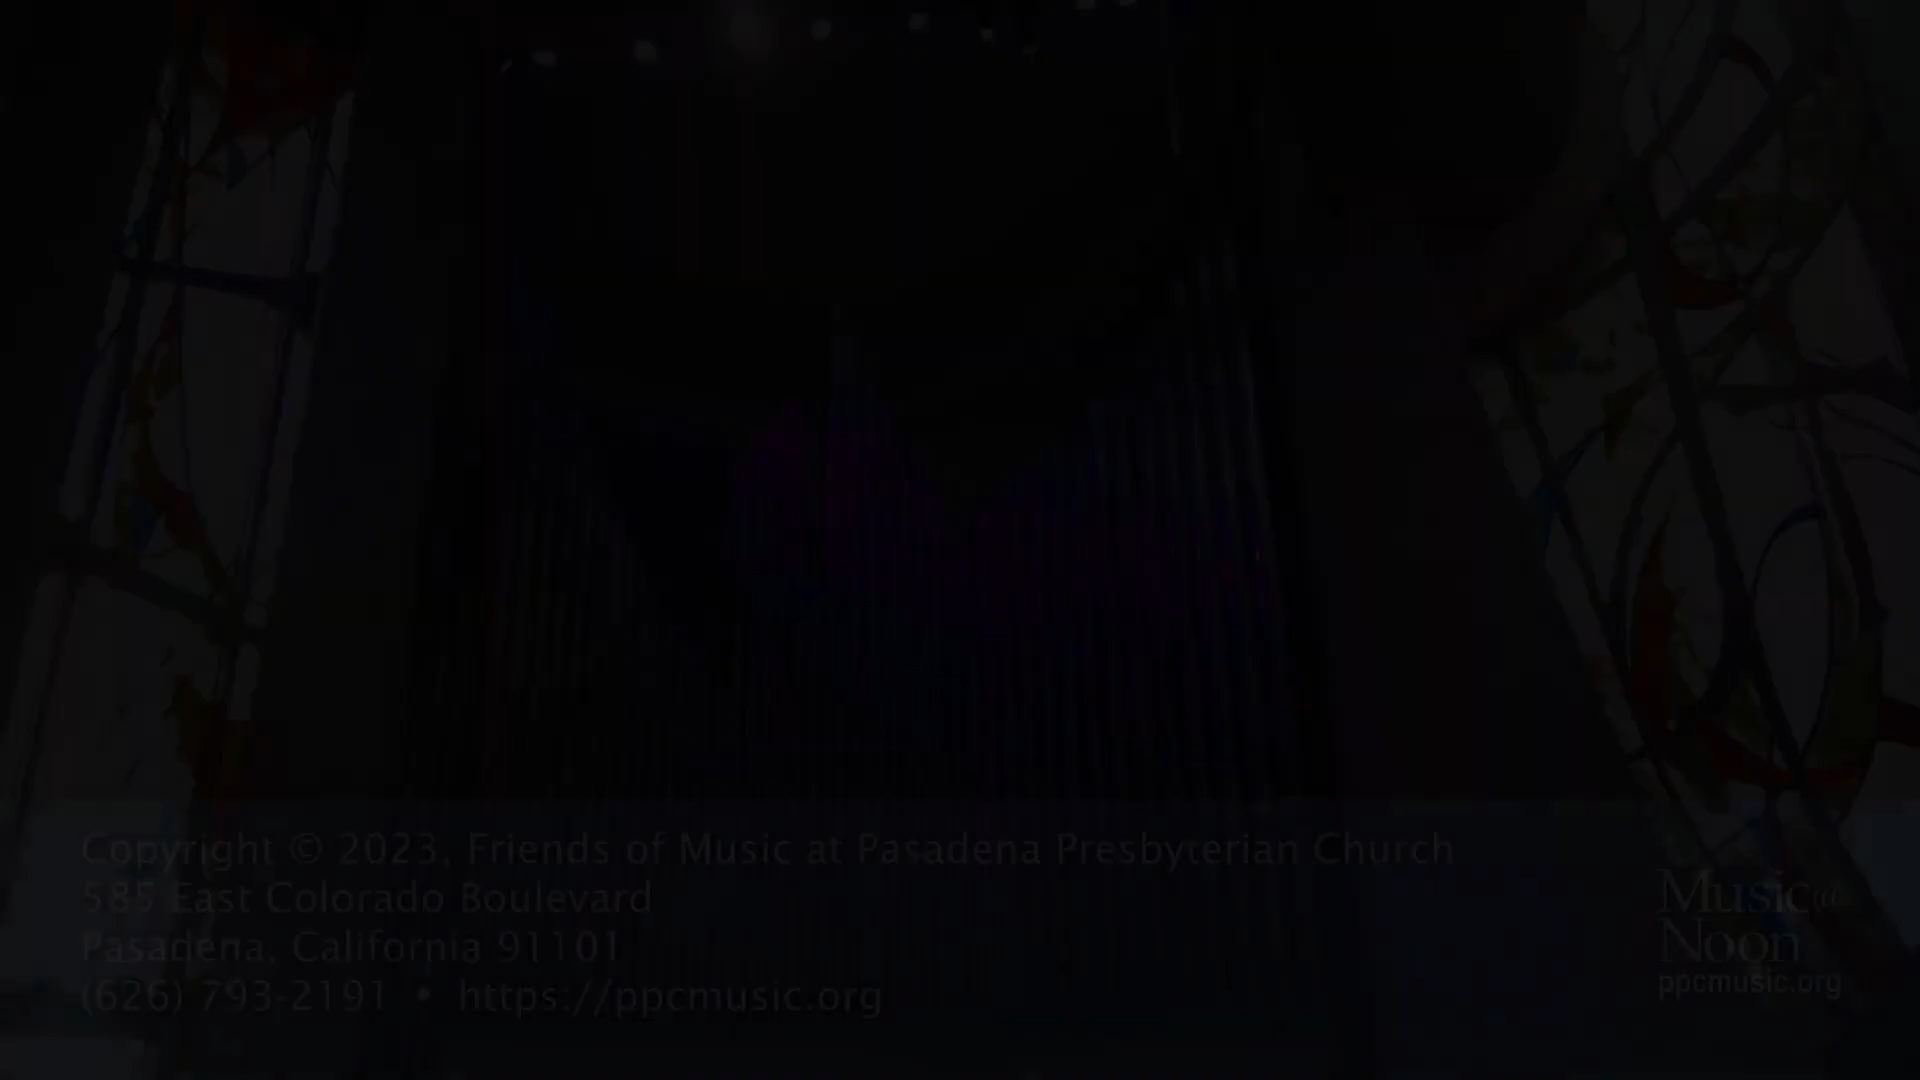 Copyright © 2023, Friends of Music at Pasadena Presbyterian Church
585 East Colorado Boulevard
Pasadena, California 91101
(626) 793-2191 • https://ppcmusic.org
Music@
Noon
ppcmusic.org